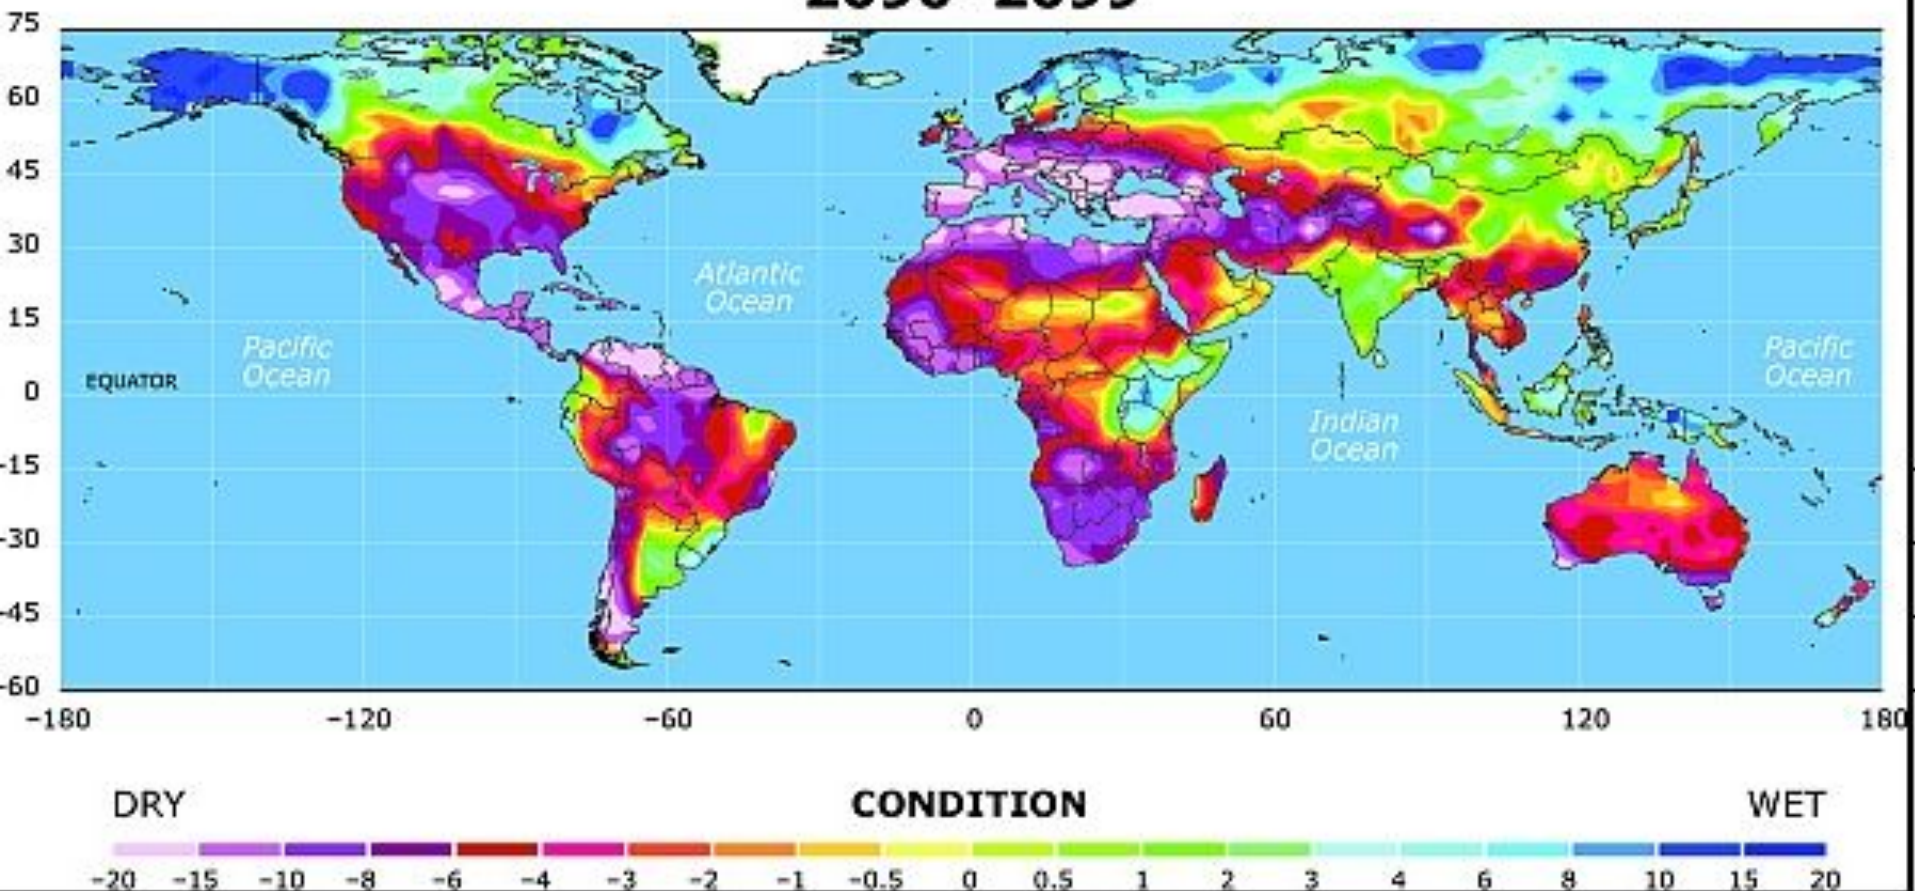 75
60
45
30
15
0
-15
-30
-45
-60
Atlantic
Ocean
Pacific
Ocean
EQUATOR
Indian
Ocean
Pacific
Ocean
-180 -120 -60 0 60 120 180
DRY CONDITION WET
-20 -15 -10 -8 -6 -4 -3 -2 -1 -0.5 0 0.5 1 2 3 4 6 8 10 15 20